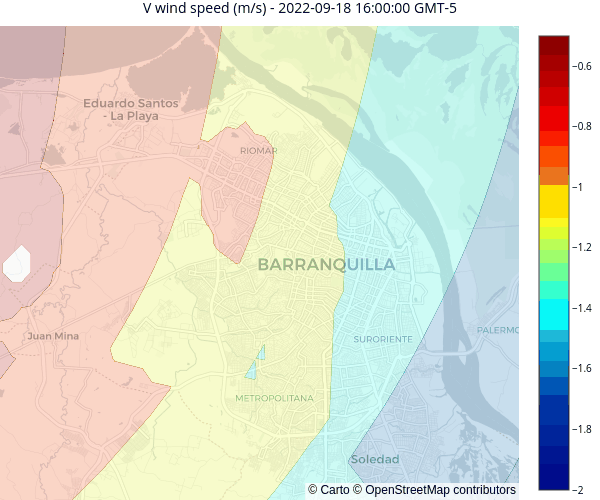 V wind speed (m/s) - 2022-09-18 16:00:00 GMT-5
−0.6
Eduardo Santos
- La Playa
−0.8
RIOMAR
−1
−1.2
BARRANQUILLA
−1.4
PALERMO
Juan Mina
SURORIENTE
−1.6
METROPOLITANA
−1.8
Soledad
−2
© Carto © OpenStreetMap contributors